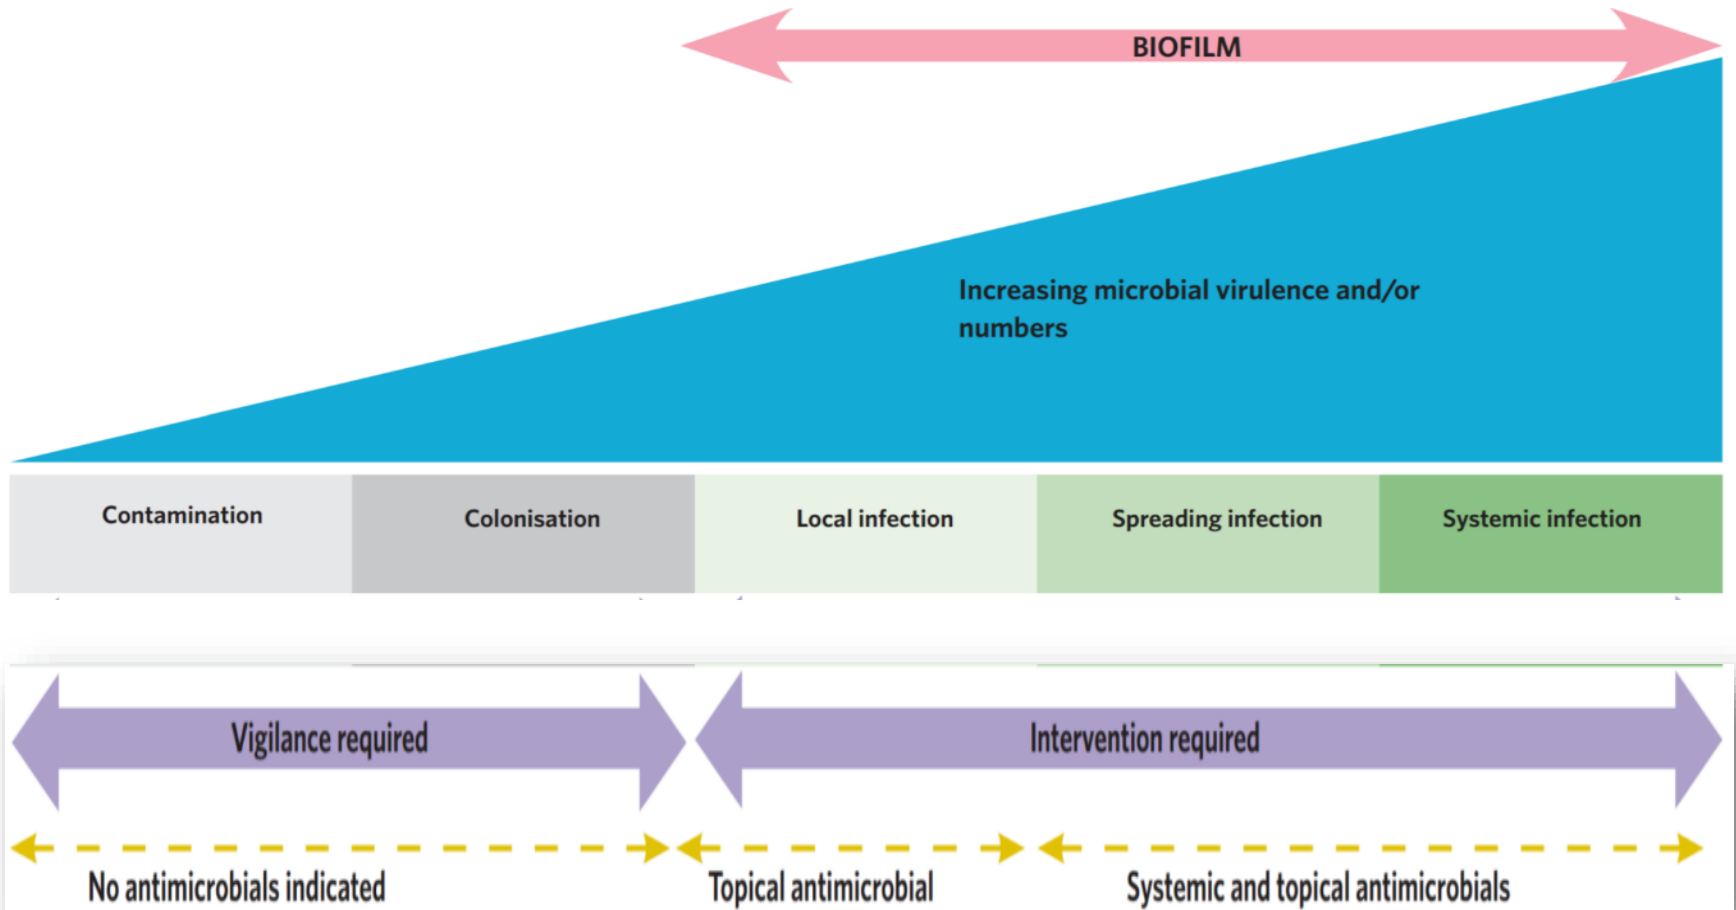 BIOFILM
Increasing microbial virulence and/or
numbers
Contamination
Colonisation
Local infection
Spreading infection
Systemic infection
Vigilance required
Intervention required
No antimicrobials indicated
Topical antimicrobial
Systemic and topical antimicrobials